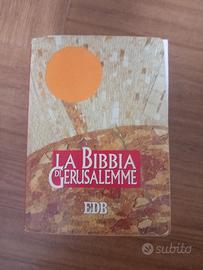 LA BIBBIA
DI GERUSALEMME
EDB
subito